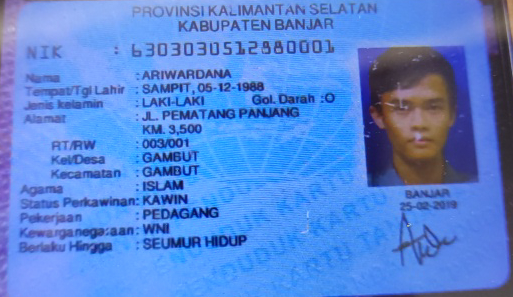 PROVINSI KALIMANTAN SELATAN
KABUPATEN BANJAR
NIK : 6303030512880001
Nama : ARIWARDANA
Tempat/Tgl Lahir : SAMPIT, 05-12-1988
Jenis kelamin : LAKI-LAKI Gol. Darah :O
Alamat : JL. PEMATANG PANJANG
KM. 3,500
RT/RW : 003/001
Kel/Desa : GAMBUT
Kecamatan : GAMBUT
Agama : ISLAM
Status Perkawinan: KAWIN
Pekerjaan : PEDAGANG
Kewarganegaraan: WNI
Berlaku Hingga : SEUMUR HIDUP
BANJAR
25-02-2019